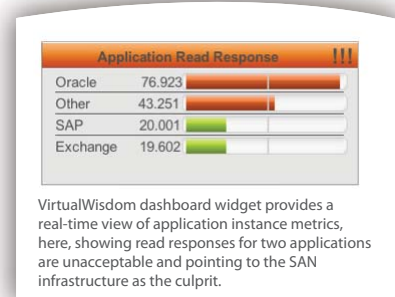 Application Read Response !!!
Oracle 76.923
Other 43.251
SAP 20.001
Exchange 19.602
VirtualWisdom dashboard widget provides a
real-time view of application instance metrics,
here, showing read responses for two applications
are unacceptable and pointing to the SAN
infrastructure as the culprit.